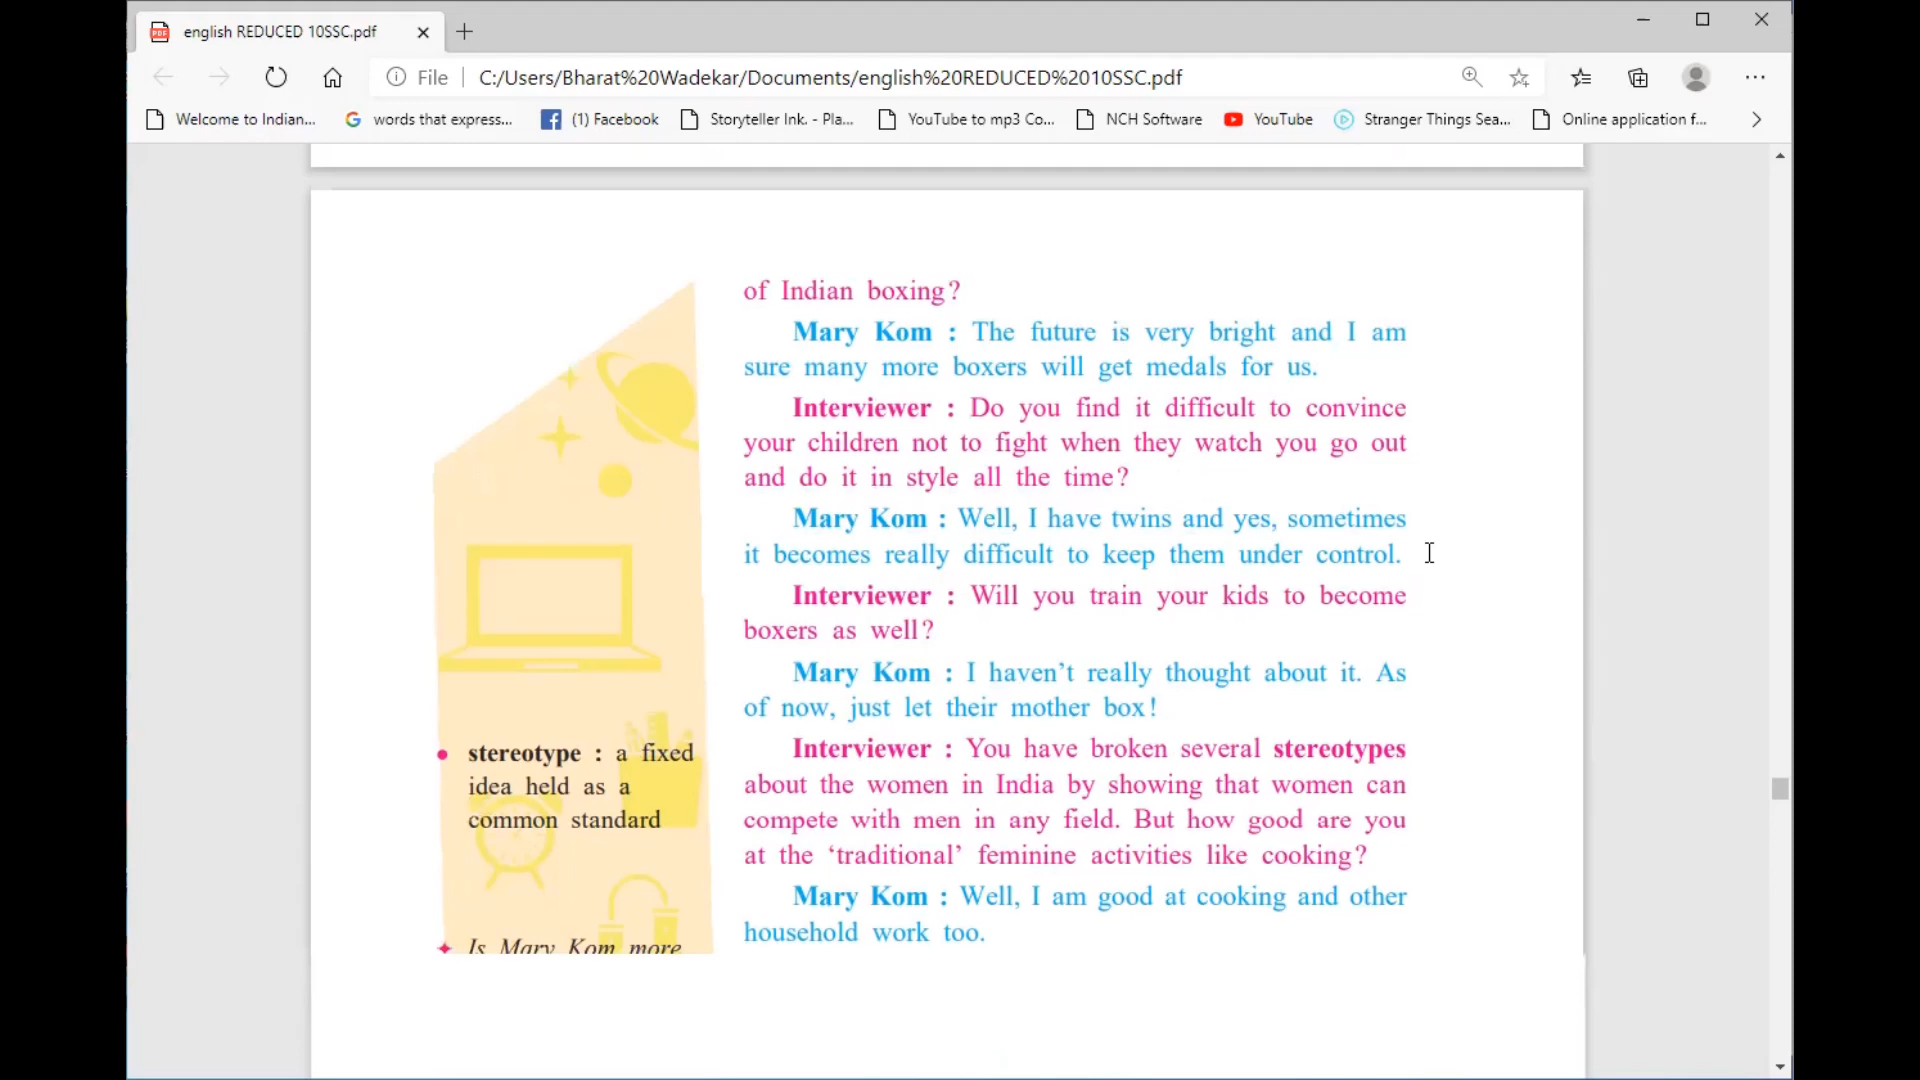 english REDUCED 10SSC.pdf
File C:/Users/Bharat%20Wadekar/Documents/english%20REDUCED%2010SSC.pdf
Welcome to Indian... words that express... (1) Facebook Storyteller Ink. - Pla... YouTube to mp3 Co... NCH Software YouTube Stranger Things Sea... Online application f...
of Indian boxing?
Mary Kom : The future is very bright and I am
sure many more boxers will get medals for us.
Interviewer : Do you find it difficult to convince
your children not to fight when they watch you go out
and do it in style all the time?
Mary Kom : Well, I have twins and yes, sometimes
it becomes really difficult to keep them under control.
Interviewer : Will you train your kids to become
boxers as well?
Mary Kom : I haven't really thought about it. As
of now, just let their mother box!
Interviewer : You have broken several stereotypes
about the women in India by showing that women can
compete with men in any field. But how good are you
at the ‘traditional’ feminine activities like cooking?
Mary Kom : Well, I am good at cooking and other
household work too.
stereotype : a fixed
idea held as a
common standard
Is Mary Kom more